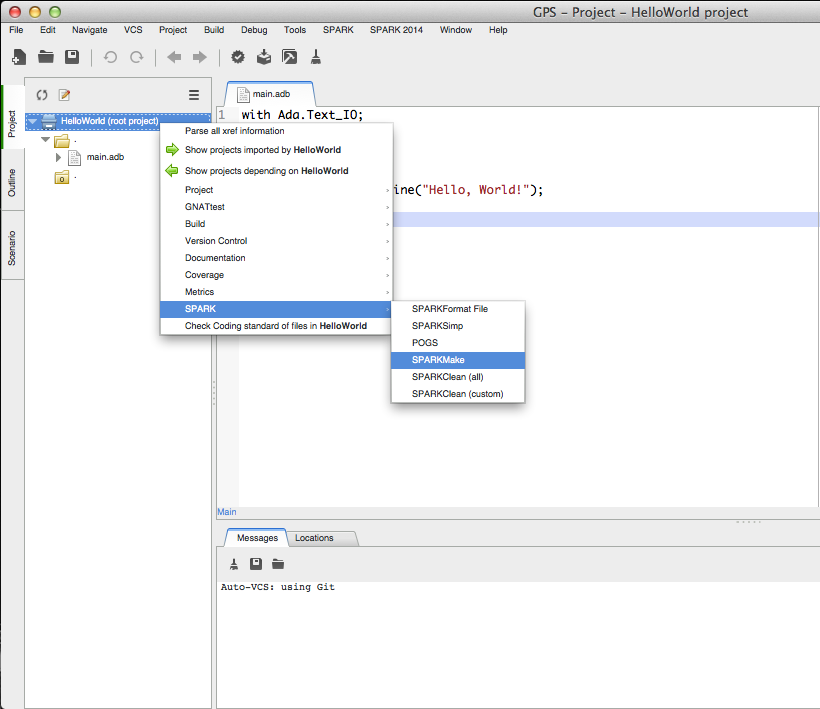 GPS - Project - HelloWorld project
File Edit Navigate VCS Project Build Debug Tools SPARK SPARK 2014 Window Help
Project
Outline
Scenario
HelloWorld (root project)
.
main.adb
.
main.adb
1 with Ada.Text_IO;
ine("Hello, World!");
Parse all xref information
Show projects imported by HelloWorld
Show projects depending on HelloWorld
Project
GNATtest
Build
Version Control
Documentation
Coverage
Metrics
SPARK
Check Coding standard of files in HelloWorld
SPARKFormat File
SPARKSimp
POGS
SPARKMake
SPARKClean (all)
SPARKClean (custom)
Main
Messages Locations
Auto-VCS: using Git